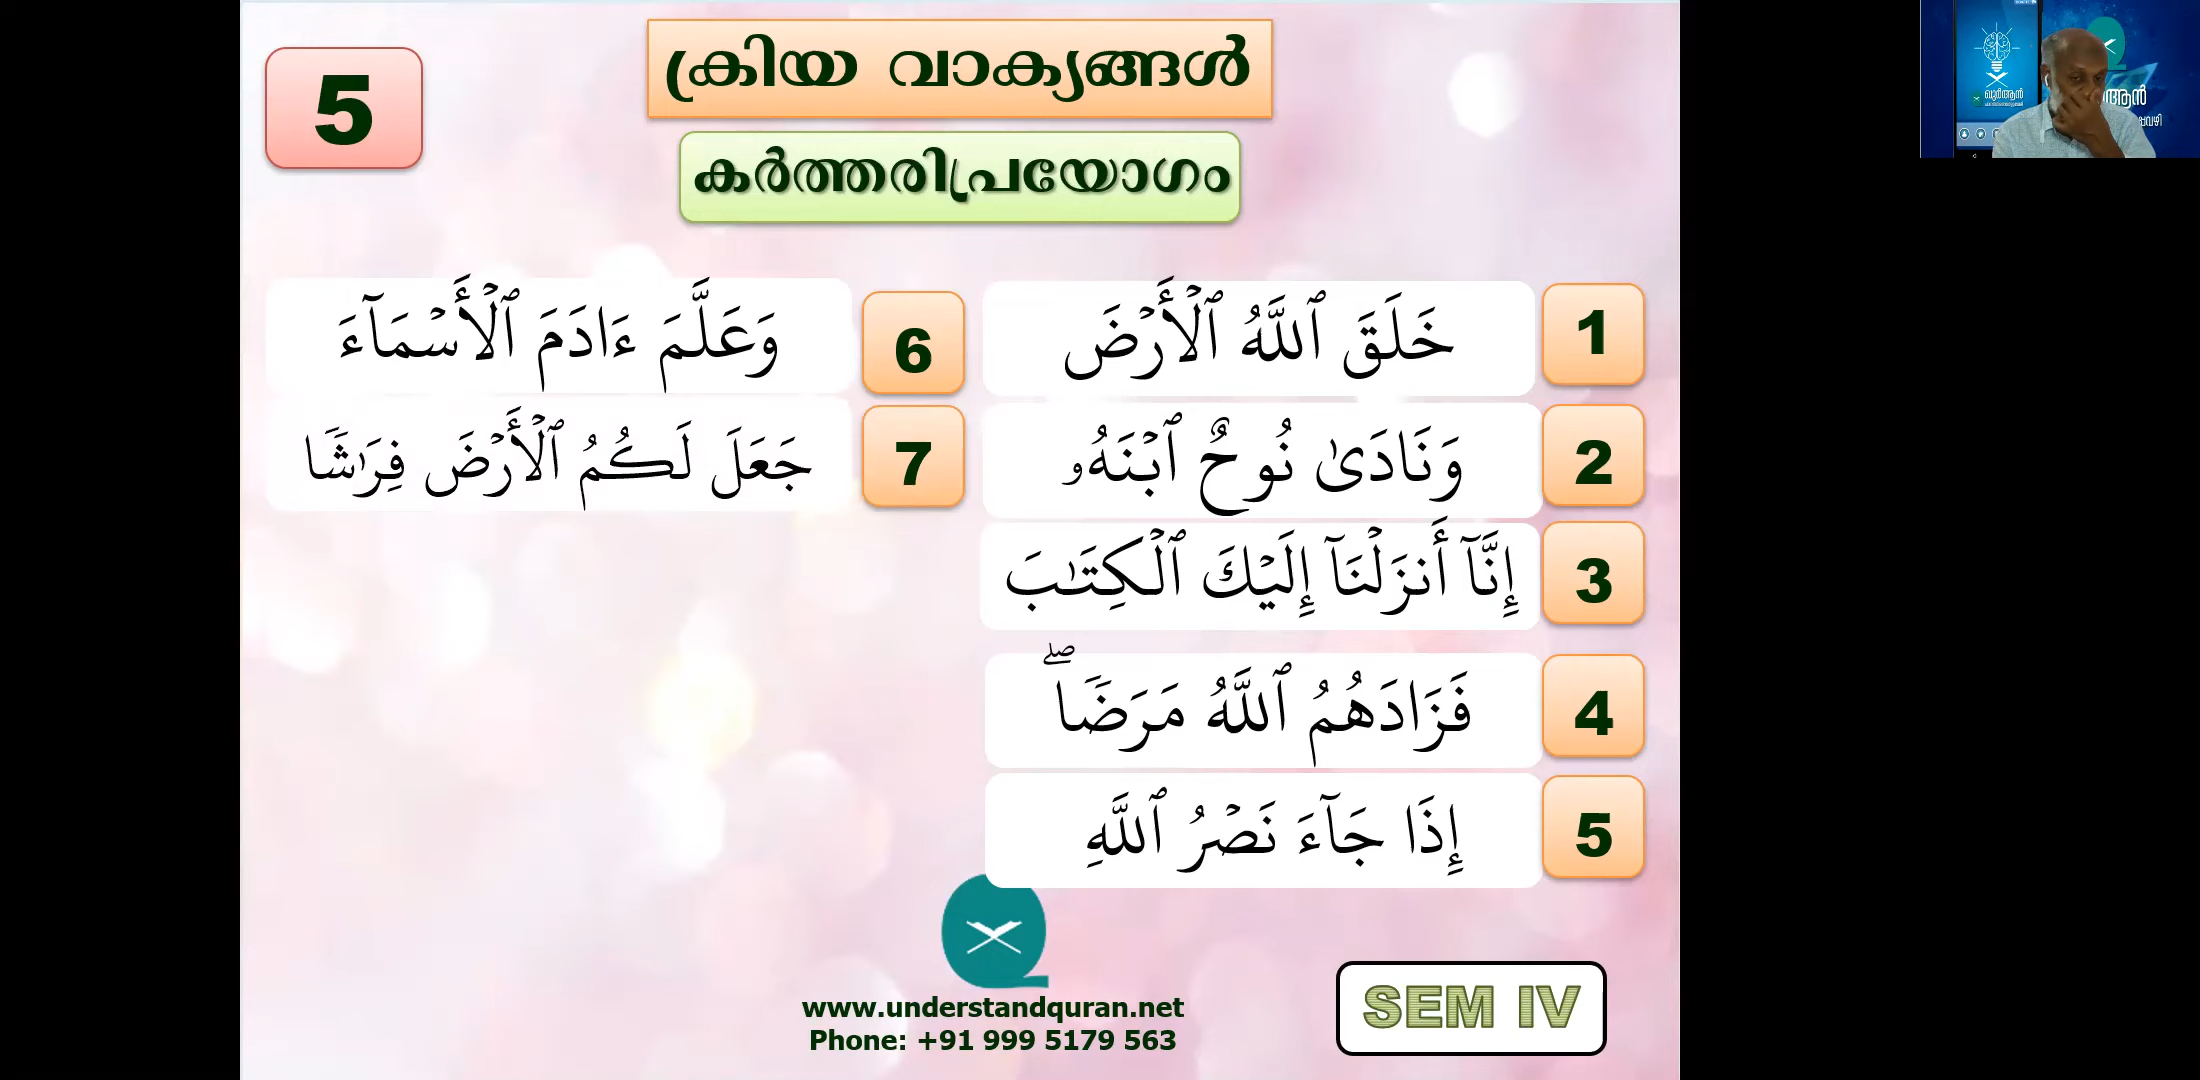 5
ക്രിയ വാക്യങ്ങൾ
കർത്തരിപ്രയോഗം
1
خَلَقَ ٱللَّهُ ٱلْأَرْضَ
2
وَنَادَىٰ نُوحٌ ٱبْنَهُۥ
3
إِنَّآ أَنزَلْنَآ إِلَيْكَ ٱلْكِتَـٰبَ
4
فَزَادَهُمُ ٱللَّهُ مَرَضًا ۖ
5
إِذَا جَآءَ نَصْرُ ٱللَّهِ
6
وَعَلَّمَ ءَادَمَ ٱلْأَسْمَآءَ
7
جَعَلَ لَكُمُ ٱلْأَرْضَ فِرَٰشًا
www.understandquran.net
Phone: +91 999 5179 563
SEM IV
ഖുർആൻ